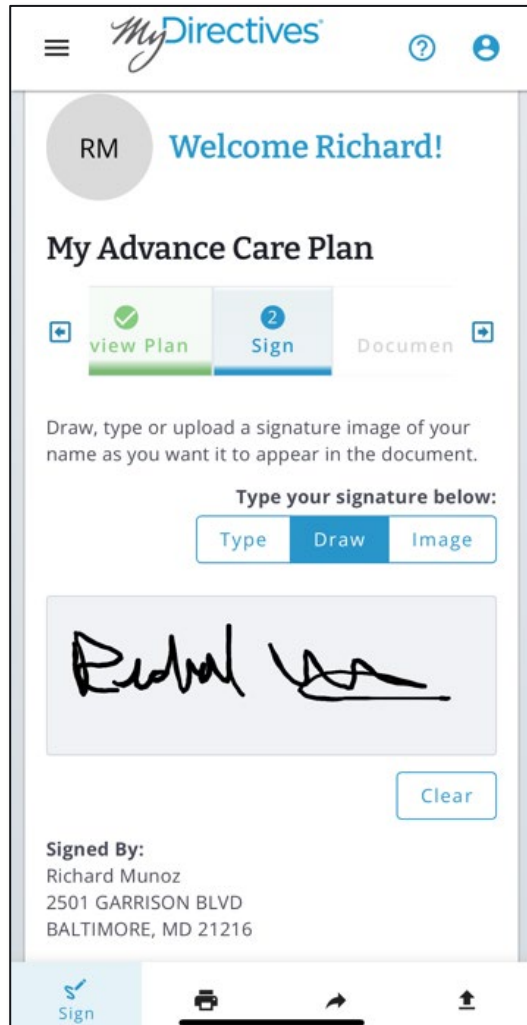 MyDirectives®
RM
Welcome Richard!
My Advance Care Plan
view Plan
2
Sign
Documen
Draw, type or upload a signature image of your
name as you want it to appear in the document.
Type your signature below:
Type Draw Image
Clear
Signed By:
Richard Munoz
2501 GARRISON BLVD
BALTIMORE, MD 21216
Sign